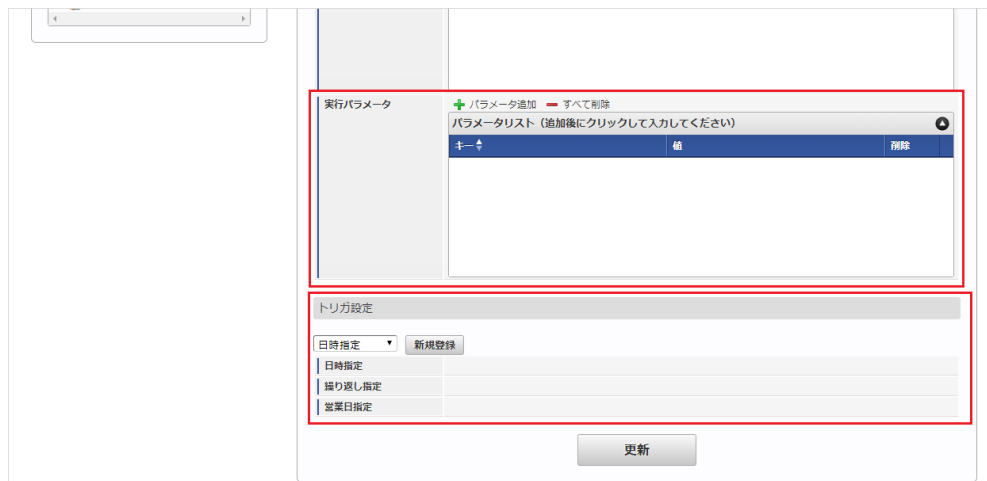 実行パラメータ
パラメータ追加 すべて削除
パラメータリスト（追加後にクリックして入力してください）
キー 値 削除
トリガ設定
日時指定 新規登録
日時指定
繰り返し指定
営業日指定
更新